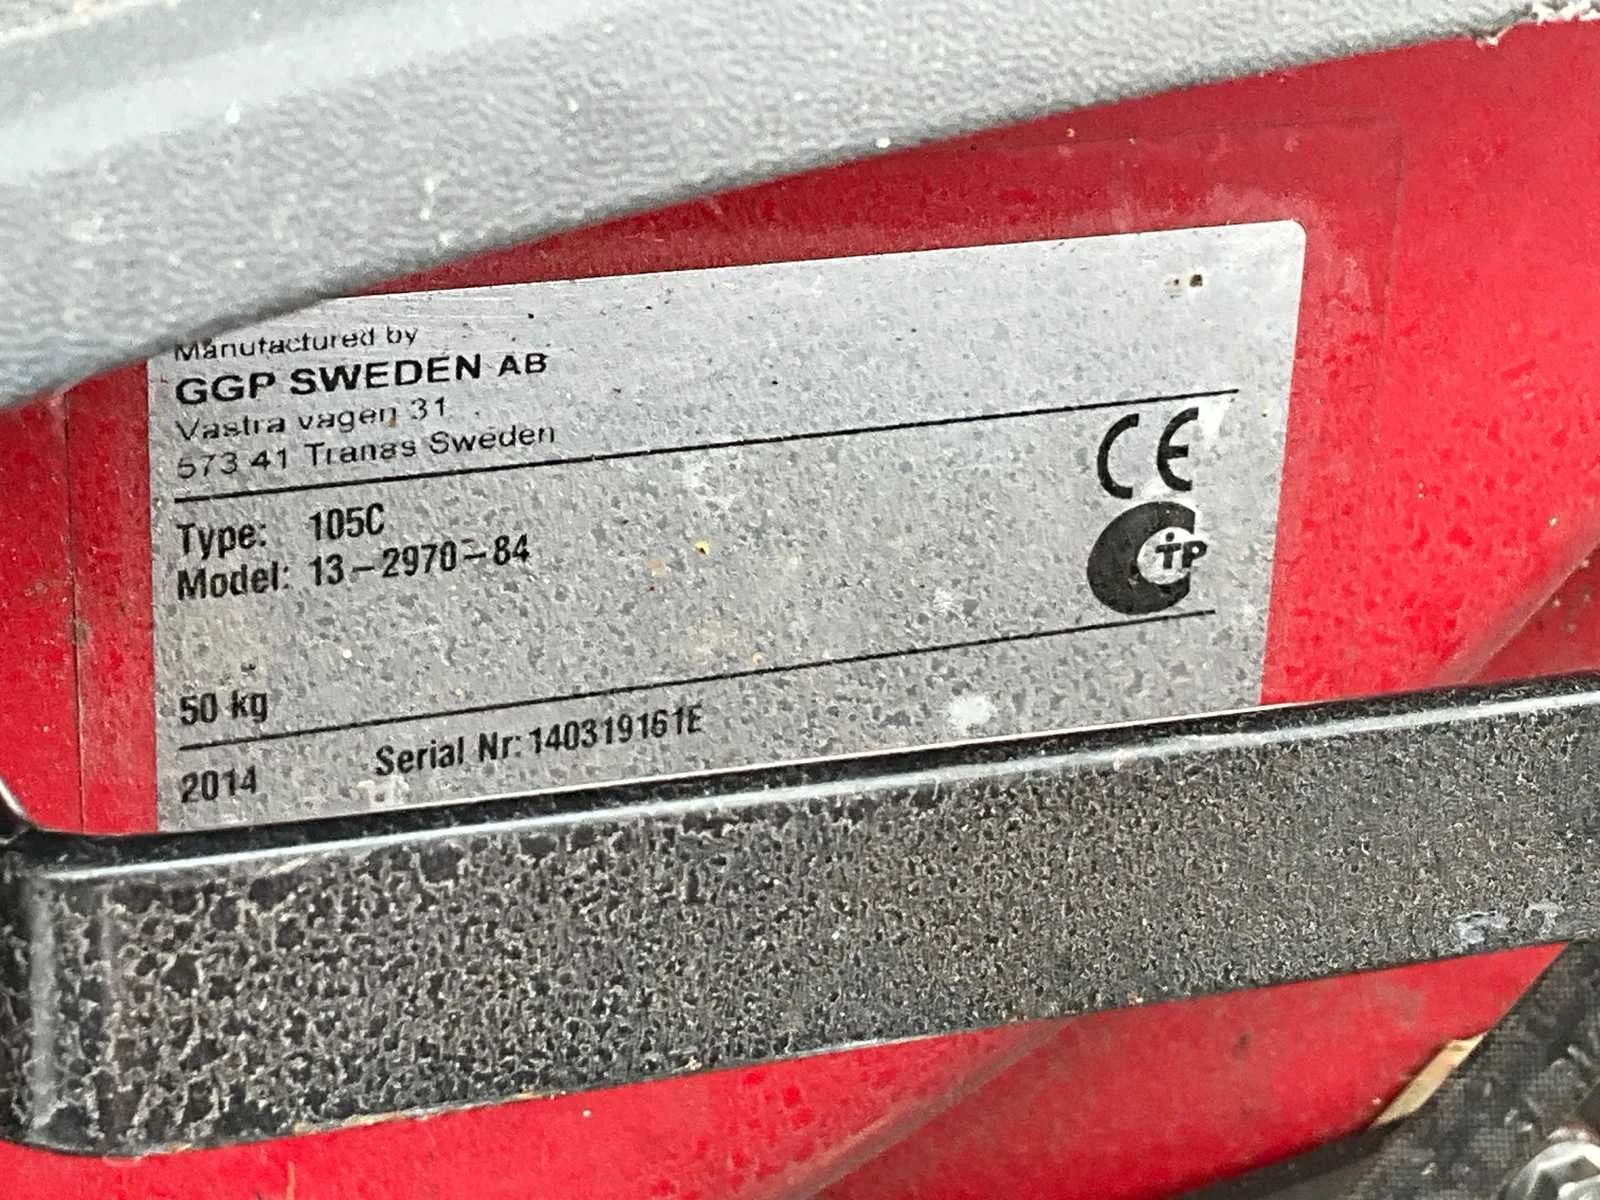 Manufactured by
GGP SWEDEN AB
Vastra vagen 31
573 41 Tranas Sweden
CE
Type: 105C
Model: 13-2970-84
TP
50 kg
2014 Serial Nr: 140319161E